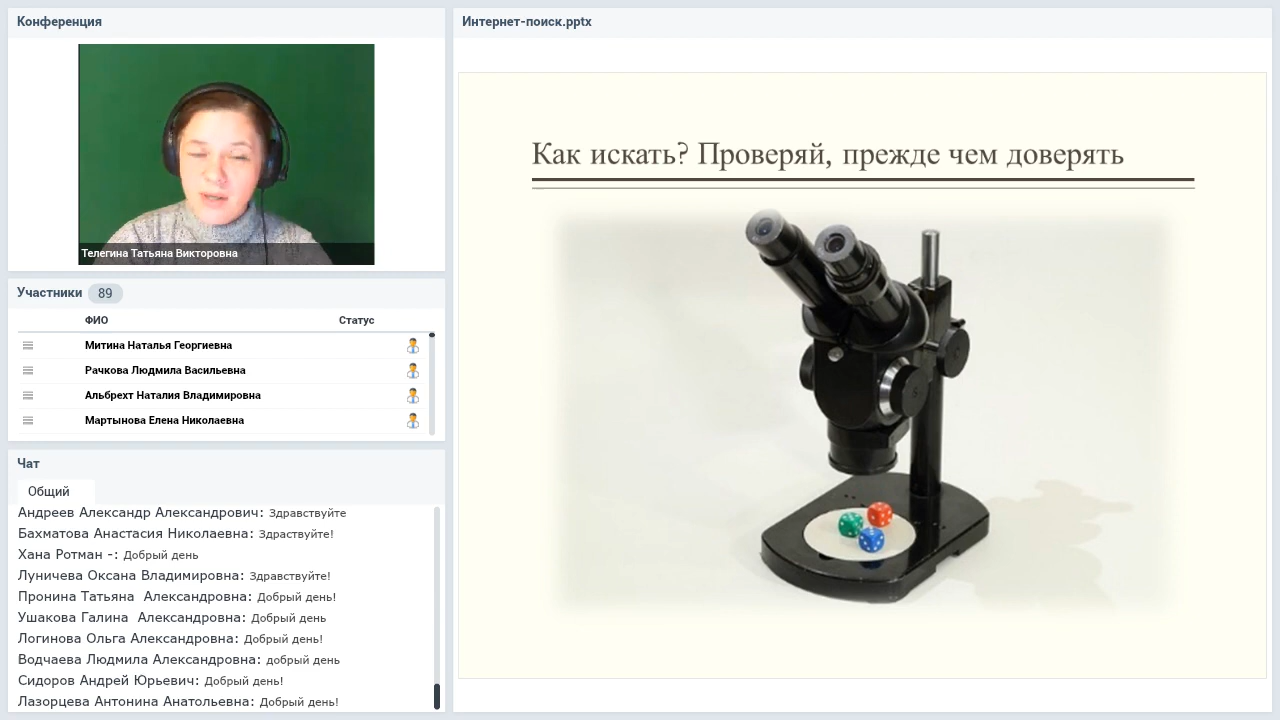 Конференция
Телегина Татьяна Викторовна
Участники 89
ФИО Статус
Митина Наталья Георгиевна
Рачкова Людмила Васильевна
Альбрехт Наталия Владимировна
Мартынова Елена Николаевна
Чат
Общий
Андреев Александр Александрович: Здравствуйте
Бахматова Анастасия Николаевна: Здраствуйте!
Хана Ротман -: Добрый день
Луничева Оксана Владимировна: Здравствуйте!
Пронина Татьяна  Александровна: Добрый день!
Ушакова Галина  Александровна: Добрый день
Логинова Ольга Александровна: Добрый день!
Водчаева Людмила Александровна: добрый день
Сидоров Андрей Юрьевич: Добрый день!
Лазорцева Антонина Анатольевна: Добрый день!
Интернет-поиск.pptx
Как искать? Проверяй, прежде чем доверять